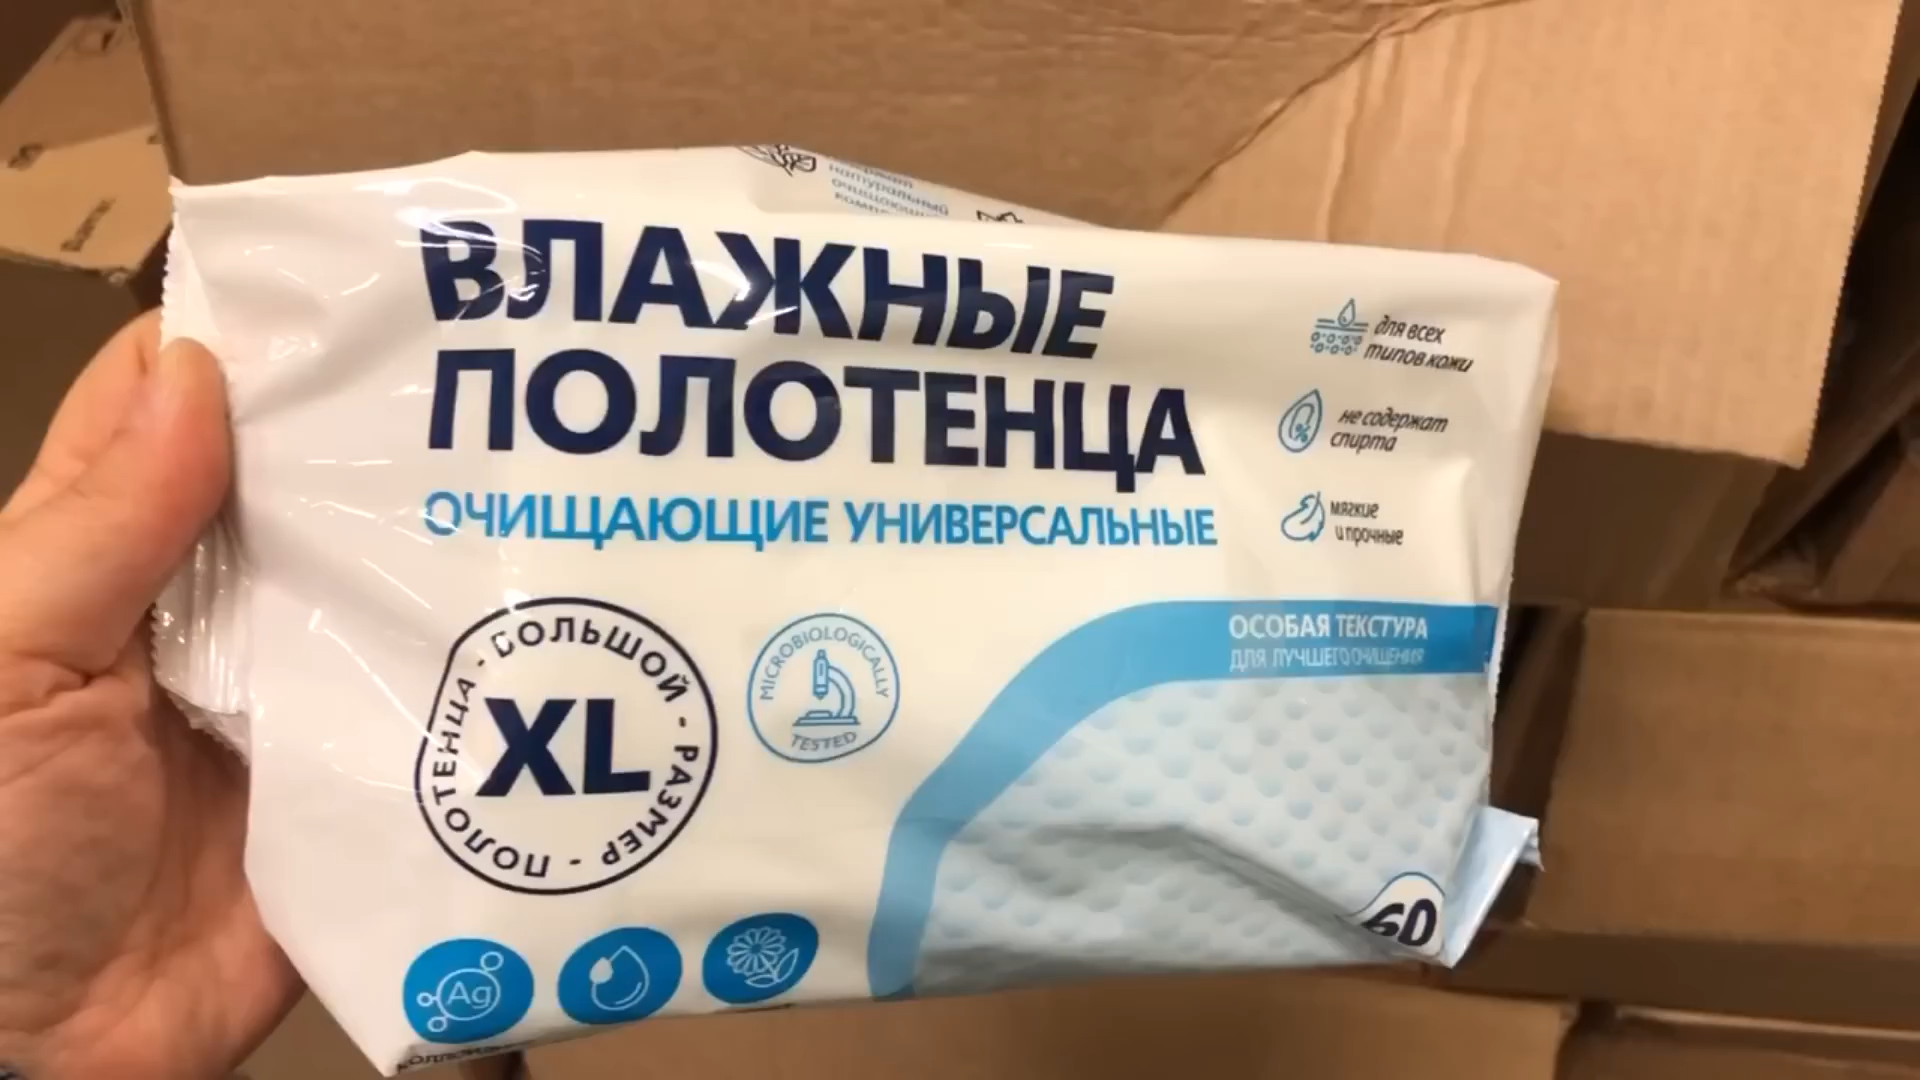 натуральный
ВЛАЖНЫЕ
ПОЛОТЕНЦА
ОЧИЩАЮЩИЕ УНИВЕРСАЛЬНЫЕ
для всех
типов кожи
не содержат
спирта
мягкие
и прочные
БОЛЬШОЙ - РАЗМЕР - ПОЛОТЕНЦА -
XL
MICROBIOLOGICALLY
TESTED
ОСОБАЯ ТЕКСТУРА
ДЛЯ ЛУЧШЕГО ОЧИЩЕНИЯ
60
Ag